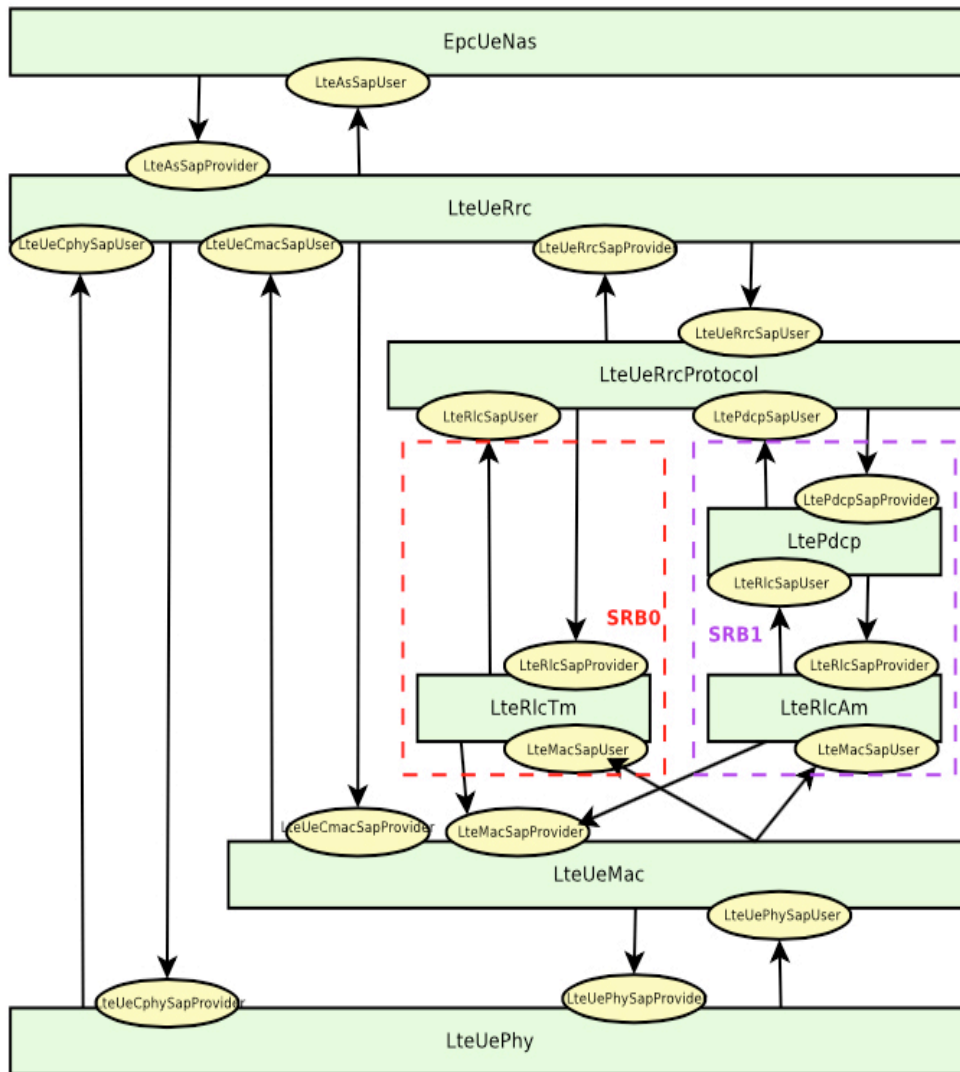 EpcUeNas
LteAsSapUser
LteAsSapProvider
LteUeRrc
LteUeCphySapUser
LteUeCmacSapUser
LteUeRrcSapProvider
LteUeRrcSapUser
LteUeRrcProtocol
LteRlcSapUser
LtePdcpSapUser
LtePdcpSapProvider
LtePdcp
LteRlcSapUser
SRB0
SRB1
LteRlcSapProvider
LteRlcSapProvider
LteRlcTm
LteRlcAm
LteMacSapUser
LteMacSapUser
LteUeCmacSapProvider
LteMacSapProvider
LteUeMac
LteUePhySapUser
LteUeCphySapProvider
LteUePhySapProvider
LteUePhy